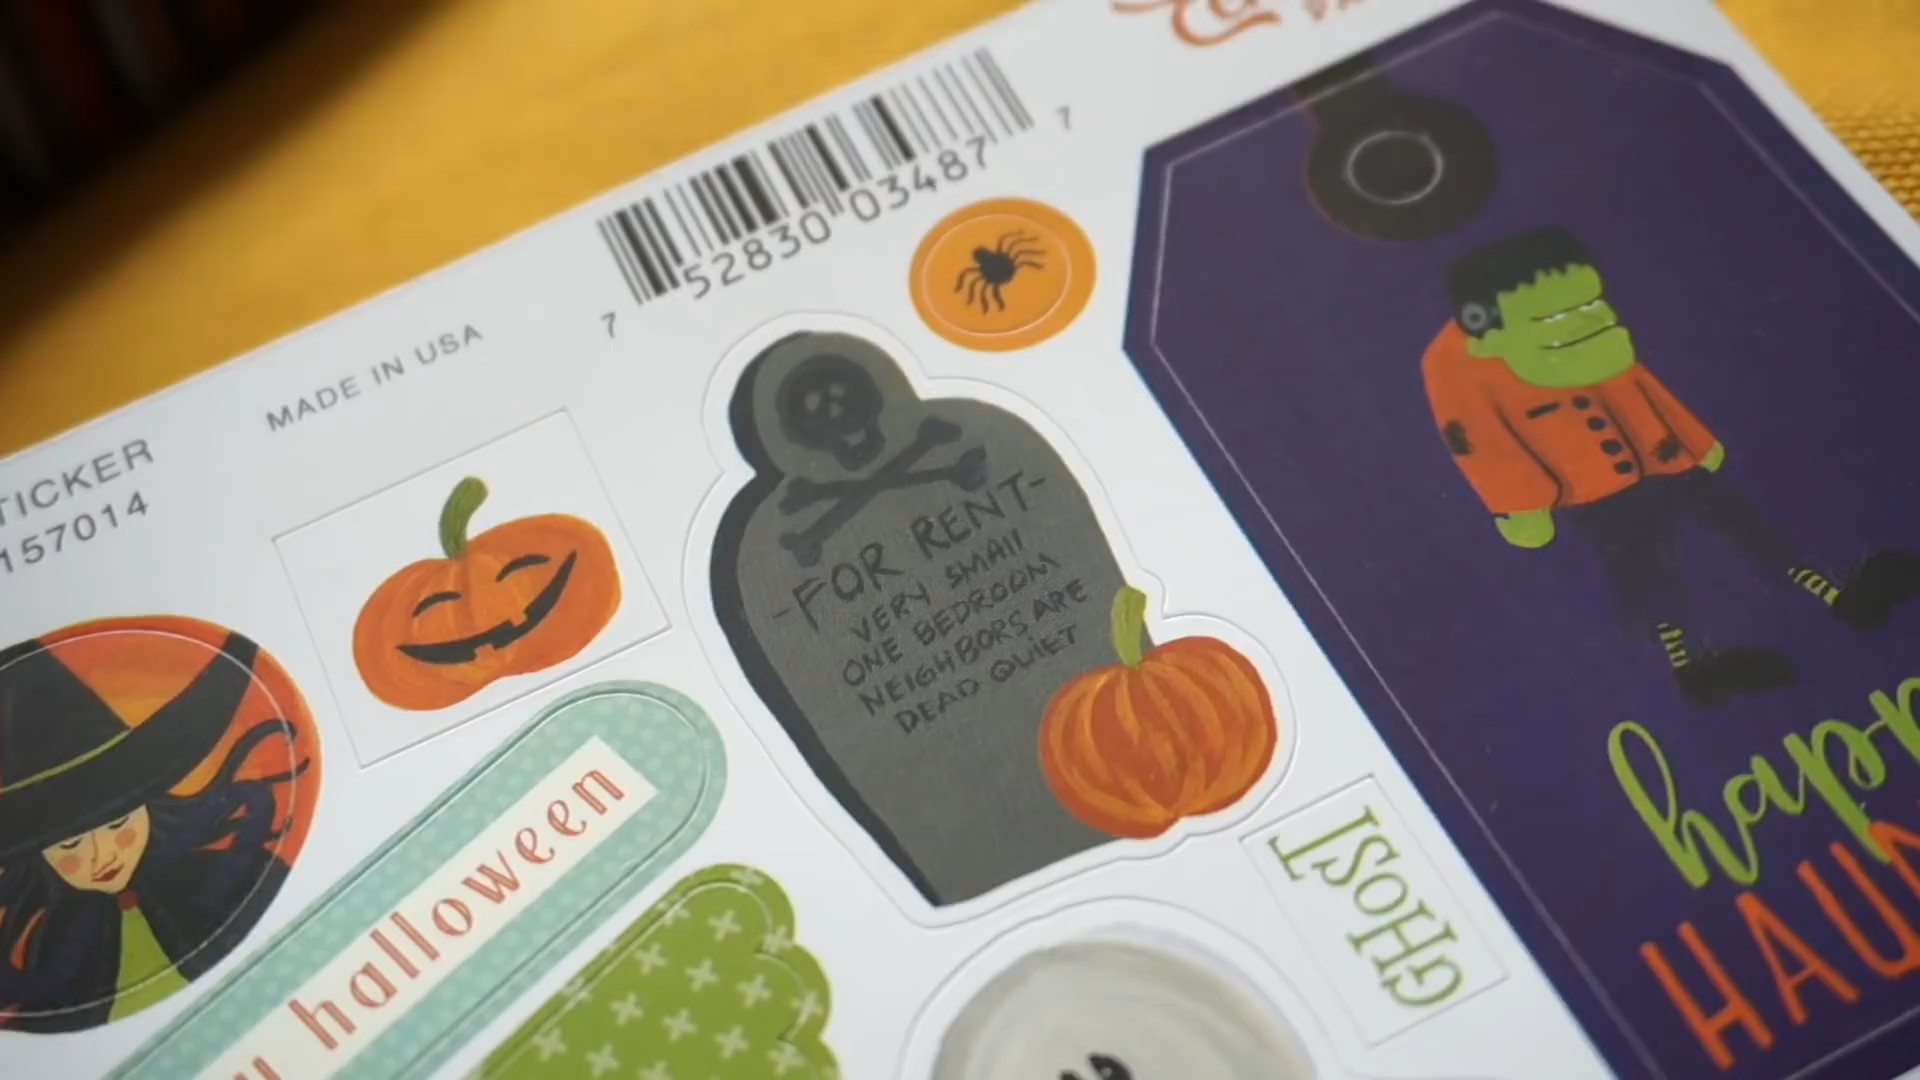 7 52830 03487 7
MADE IN USA
TICKER
157014
-FOR RENT-
VERY SMAll
ONE BEDROOM
NEIGHBORS ARE
DEAD QUiET
halloween
GHOST
happ
HAU